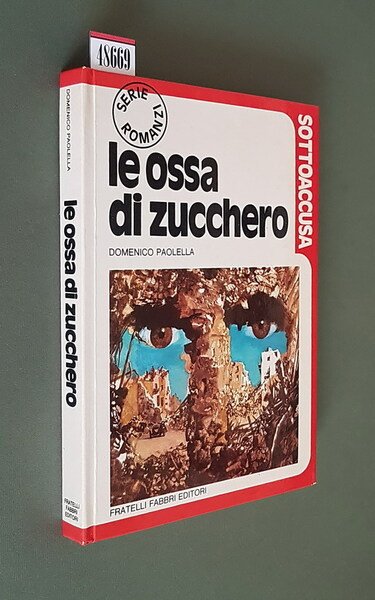 48669
DOMENICO PAOLELLA
le ossa di zucchero
FRATELLI
FABBRI
EDITORI
SERIE
ROMANZI
SOTTOACCUSA
le ossa
di zucchero
DOMENICO PAOLELLA
FRATELLI FABBRI EDITORI